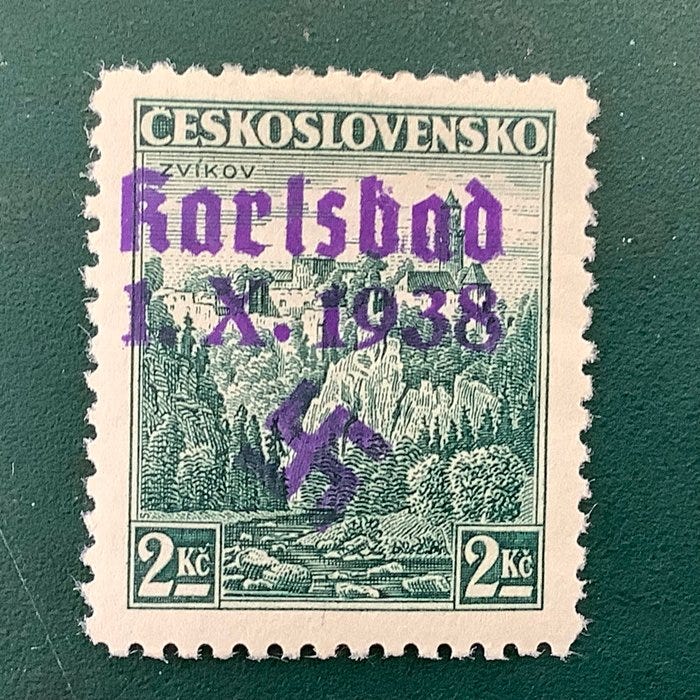 ČESKOSLOVENSKO
ZVÍKOV
Karlsbad
1. X. 1938
2 Kč
2 Kč